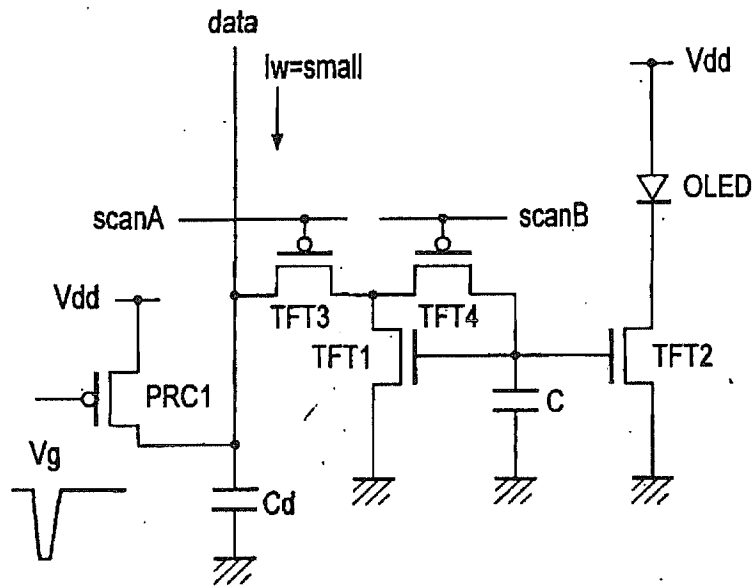 data
Iw=small
Vdd
OLED
scanA
scanB
Vdd
TFT3
TFT4
TFT1
TFT2
PRC1
C
Vg
Cd